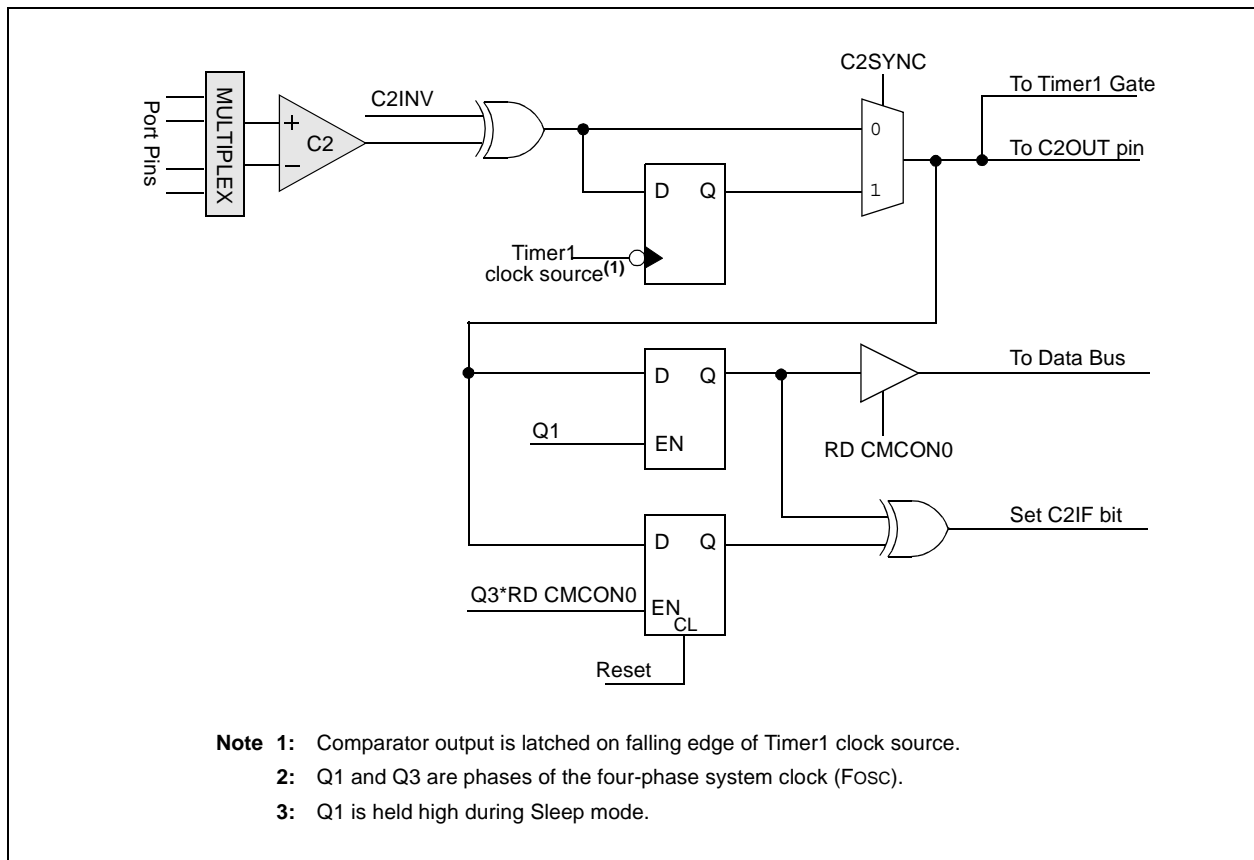 C2SYNC
To Timer1 Gate
Port Pins
MULTIPLEX
C2INV
+
C2
−
0
To C2OUT pin
D Q
1
Timer1
clock source(1)
D Q
To Data Bus
Q1
EN
RD CMCON0
D Q
Set C2IF bit
Q3*RD CMCON0
EN
CL
Reset
Note 1: Comparator output is latched on falling edge of Timer1 clock source.
2: Q1 and Q3 are phases of the four-phase system clock (FOSC).
3: Q1 is held high during Sleep mode.